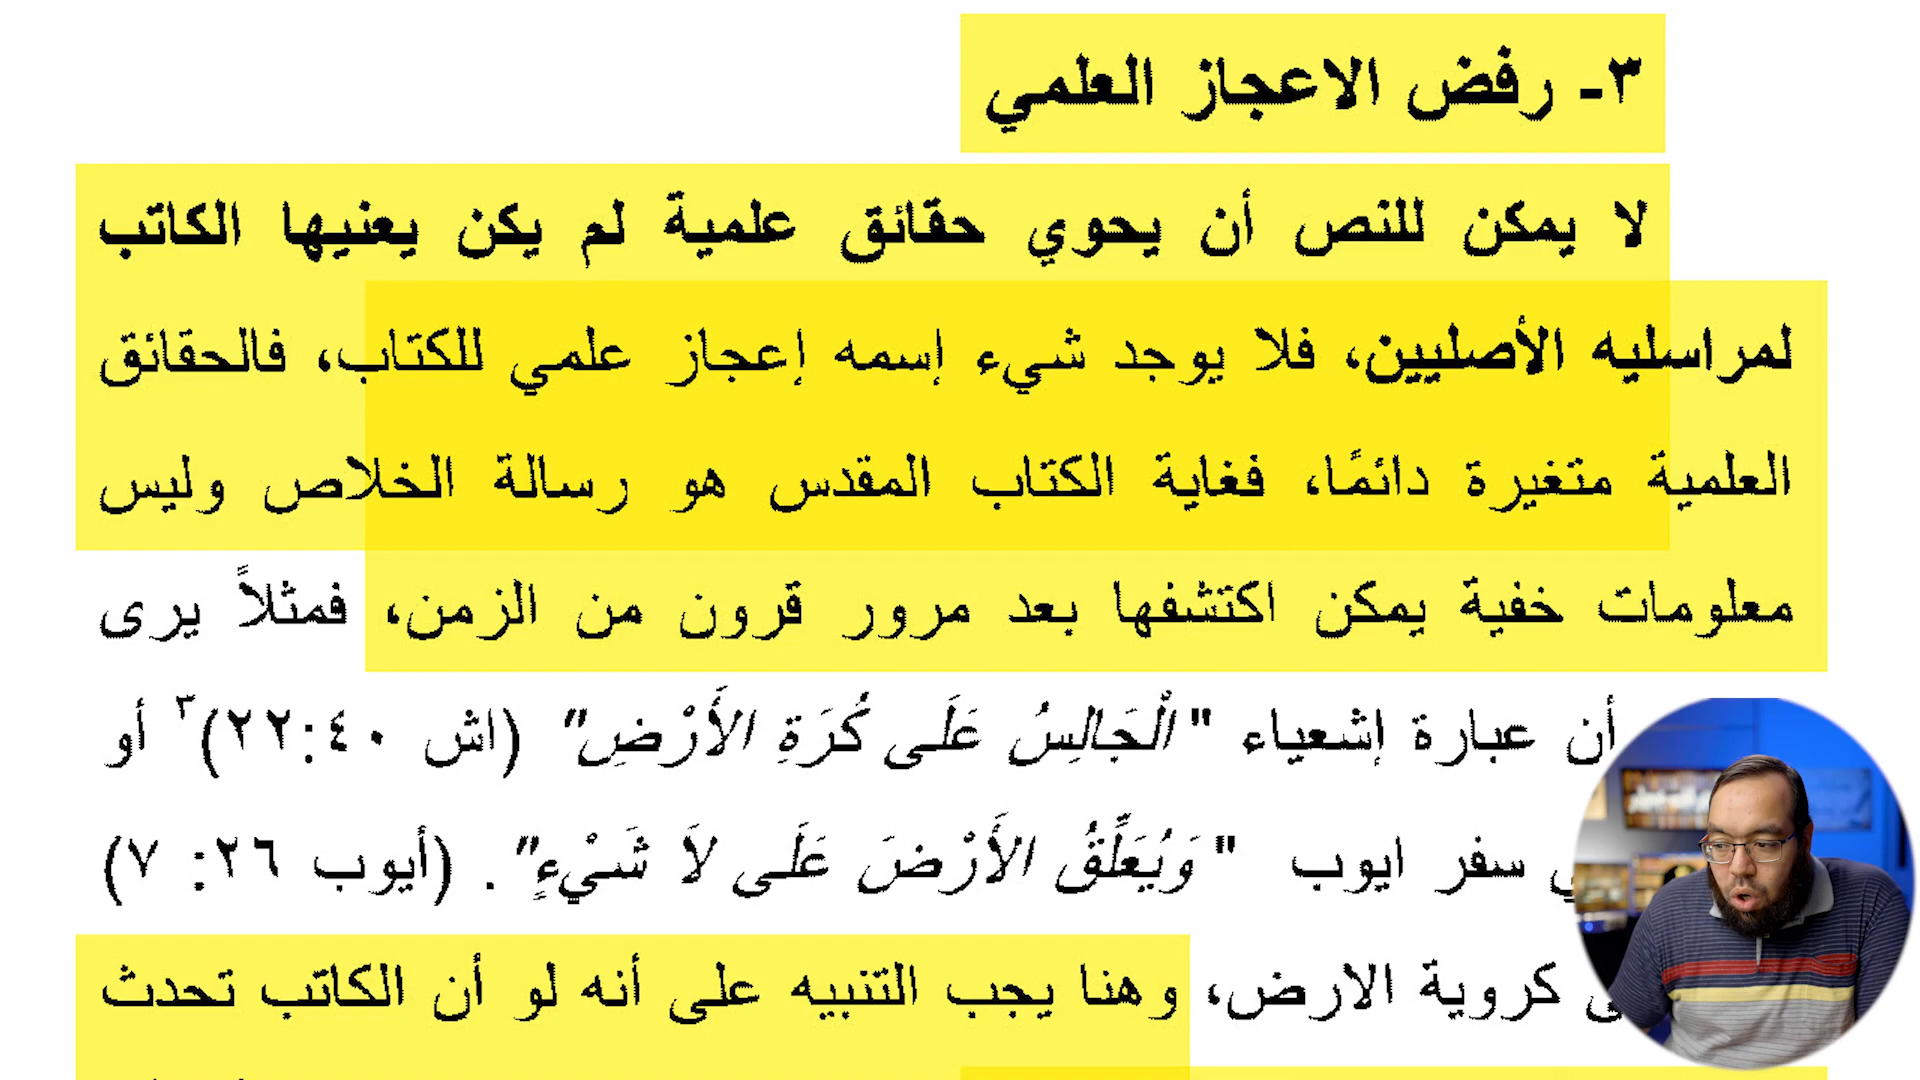 ٣- رفض الاعجاز العلمي
لا يمكن للنص أن يحوي حقائق علمية لم يكن يعنيها الكاتب
لمراسليه الأصليين، فلا يوجد شيء إسمه إعجاز علمي للكتاب، فالحقائق
العلمية متغيرة دائمًا، فغاية الكتاب المقدس هو رسالة الخلاص وليس
معلومات خفية يمكن اكتشفها بعد مرور قرون من الزمن، فمثلاً يرى
أن عبارة إشعياء "الْجَالِسُ عَلَى كُرَةِ الأَرْضِ" (اش ٤٠:٢٢)٣ أو
سفر ايوب "وَيُعَلِّقُ الأَرْضَ عَلَى لاَ شَيْءٍ". (أيوب ٢٦: ٧)
كروية الارض، وهنا يجب التنبيه على أنه لو أن الكاتب تحدث